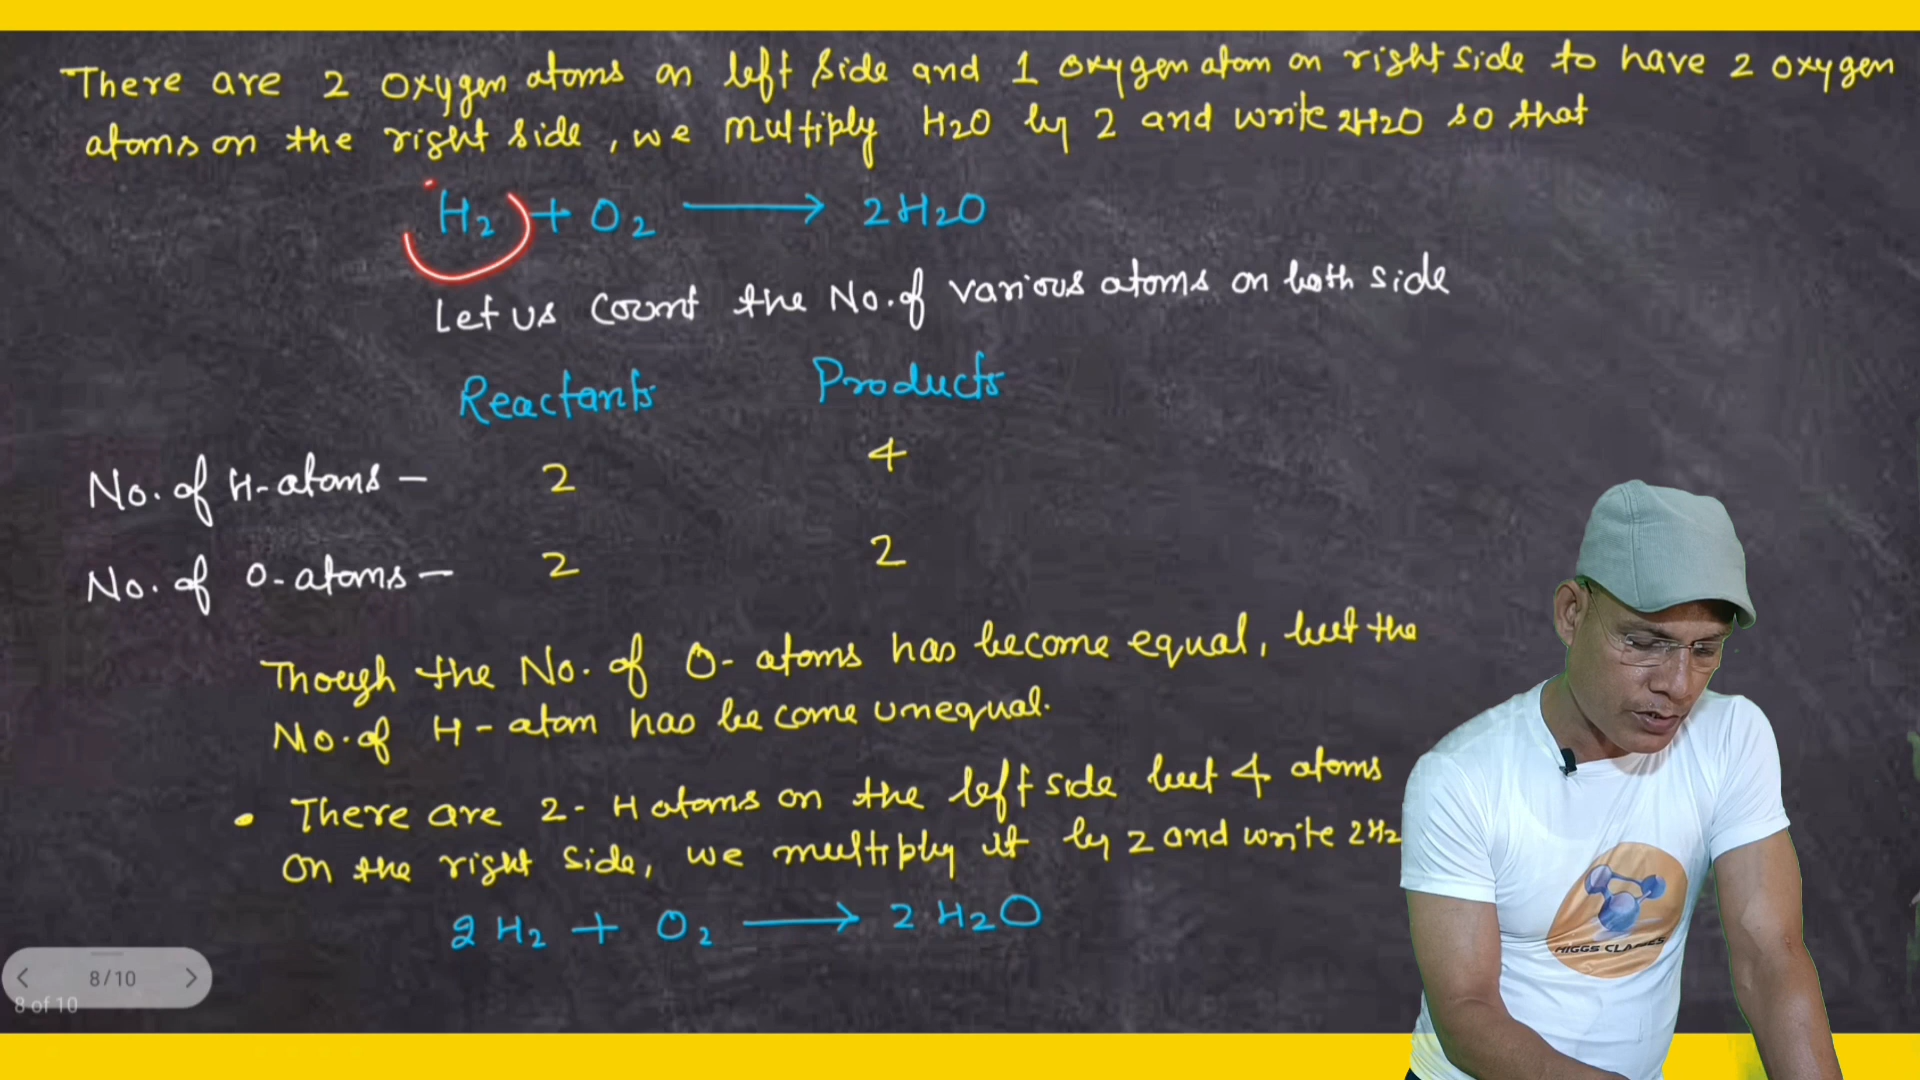 There are 2 oxygen atoms on left side and 1 oxygen atom on right side to have 2 oxygen
atoms on the right side, we multiply H2O by 2 and write 2H2O so that
H2 + O2 → 2H2O
Let us count the No. of various atoms on both side
Reactants Products
No. of H-atoms – 2 4
No. of O-atoms – 2 2
Though the No. of O-atoms has become equal, but the
No. of H-atom has become unequal.
• There are 2-H atoms on the left side but 4 atoms
on the right side, we multiply it by 2 and write 2H2
2H2 + O2 → 2H2O
8/10
8 of 10
HIGGS CLASSES